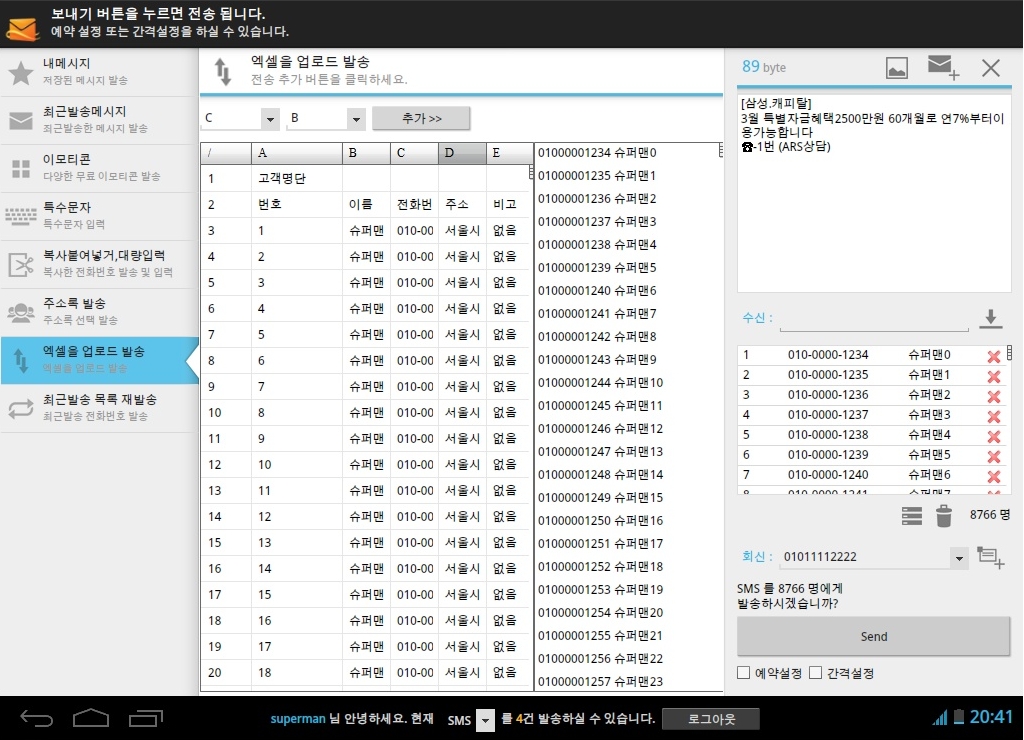 보내기 버튼을 누르면 전송 됩니다.
예약 설정 또는 간격설정을 하실 수 있습니다.
내메시지
저장된 메시지 발송
최근발송메시지
최근발송한 메시지 발송
이모티콘
다양한 무료 이모티콘 발송
특수문자
특수문자 입력
복사붙여넣거,대량입력
복사한 전화번호 발송 및 입력
주소록 발송
주소록 선택 발송
엑셀을 업로드 발송
엑셀을 업로드 발송
최근발송 목록 재발송
최근발송 전화번호 발송
엑셀을 업로드 발송
전송 추가 버튼을 클릭하세요.
C B 추가 >>
/ A B C D E
1 고객명단
2 번호 이름 전화번 주소 비고
3 1 슈퍼맨 010-00 서울시 없음
4 2 슈퍼맨 010-00 서울시 없음
5 3 슈퍼맨 010-00 서울시 없음
6 4 슈퍼맨 010-00 서울시 없음
7 5 슈퍼맨 010-00 서울시 없음
8 6 슈퍼맨 010-00 서울시 없음
9 7 슈퍼맨 010-00 서울시 없음
10 8 슈퍼맨 010-00 서울시 없음
11 9 슈퍼맨 010-00 서울시 없음
12 10 슈퍼맨 010-00 서울시 없음
13 11 슈퍼맨 010-00 서울시 없음
14 12 슈퍼맨 010-00 서울시 없음
15 13 슈퍼맨 010-00 서울시 없음
16 14 슈퍼맨 010-00 서울시 없음
17 15 슈퍼맨 010-00 서울시 없음
18 16 슈퍼맨 010-00 서울시 없음
19 17 슈퍼맨 010-00 서울시 없음
20 18 슈퍼맨 010-00 서울시 없음
01000001234 슈퍼맨0
01000001235 슈퍼맨1
01000001236 슈퍼맨2
01000001237 슈퍼맨3
01000001238 슈퍼맨4
01000001239 슈퍼맨5
01000001240 슈퍼맨6
01000001241 슈퍼맨7
01000001242 슈퍼맨8
01000001243 슈퍼맨9
01000001244 슈퍼맨10
01000001245 슈퍼맨11
01000001246 슈퍼맨12
01000001247 슈퍼맨13
01000001248 슈퍼맨14
01000001249 슈퍼맨15
01000001250 슈퍼맨16
01000001251 슈퍼맨17
01000001252 슈퍼맨18
01000001253 슈퍼맨19
01000001254 슈퍼맨20
01000001255 슈퍼맨21
01000001256 슈퍼맨22
01000001257 슈퍼맨23
89 byte
[삼성.캐피탈]
3월 특별자금혜택2500만원 60개월로 연7%부터이
용가능합니다
☎-1번 (ARS상담)
수신 :
1 010-0000-1234 슈퍼맨0
2 010-0000-1235 슈퍼맨1
3 010-0000-1236 슈퍼맨2
4 010-0000-1237 슈퍼맨3
5 010-0000-1238 슈퍼맨4
6 010-0000-1239 슈퍼맨5
7 010-0000-1240 슈퍼맨6
8 010-0000-1241 슈퍼맨7
8766 명
회신 : 01011112222
SMS 를 8766 명에게
발송하시겠습니까?
Send
예약설정 간격설정
superman 님 안녕하세요. 현재 SMS 를 4건 발송하실 수 있습니다. 로그아웃
20:41